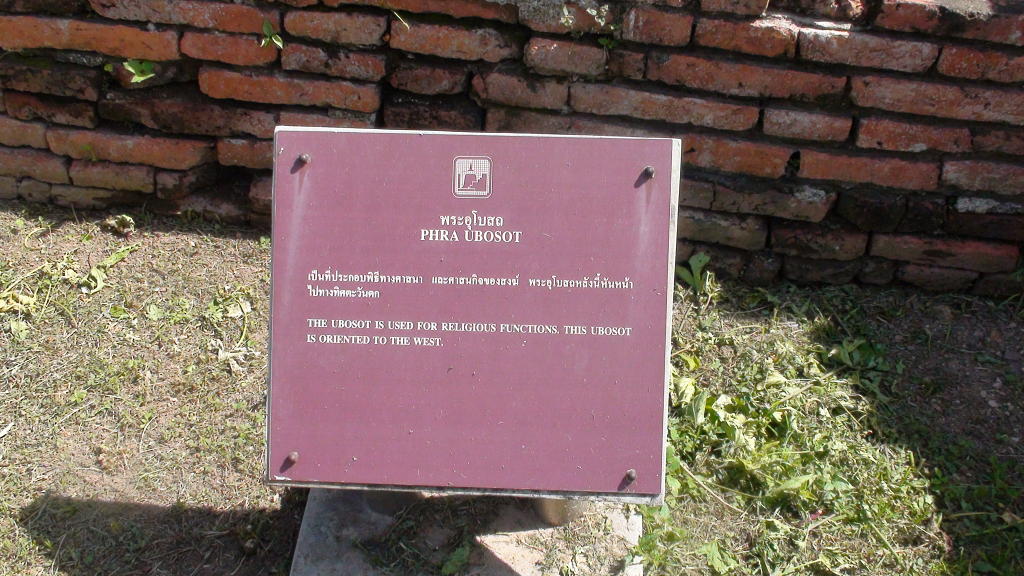 พระอุโบสถ
PHRA UBOSOT
เป็นที่ประกอบพิธีทางศาสนา และศาสนกิจของสงฆ์ พระอุโบสถหลังนี้หันหน้า
ไปทางทิศตะวันตก
THE UBOSOT IS USED FOR RELIGIOUS FUNCTIONS. THIS UBOSOT
IS ORIENTED TO THE WEST.